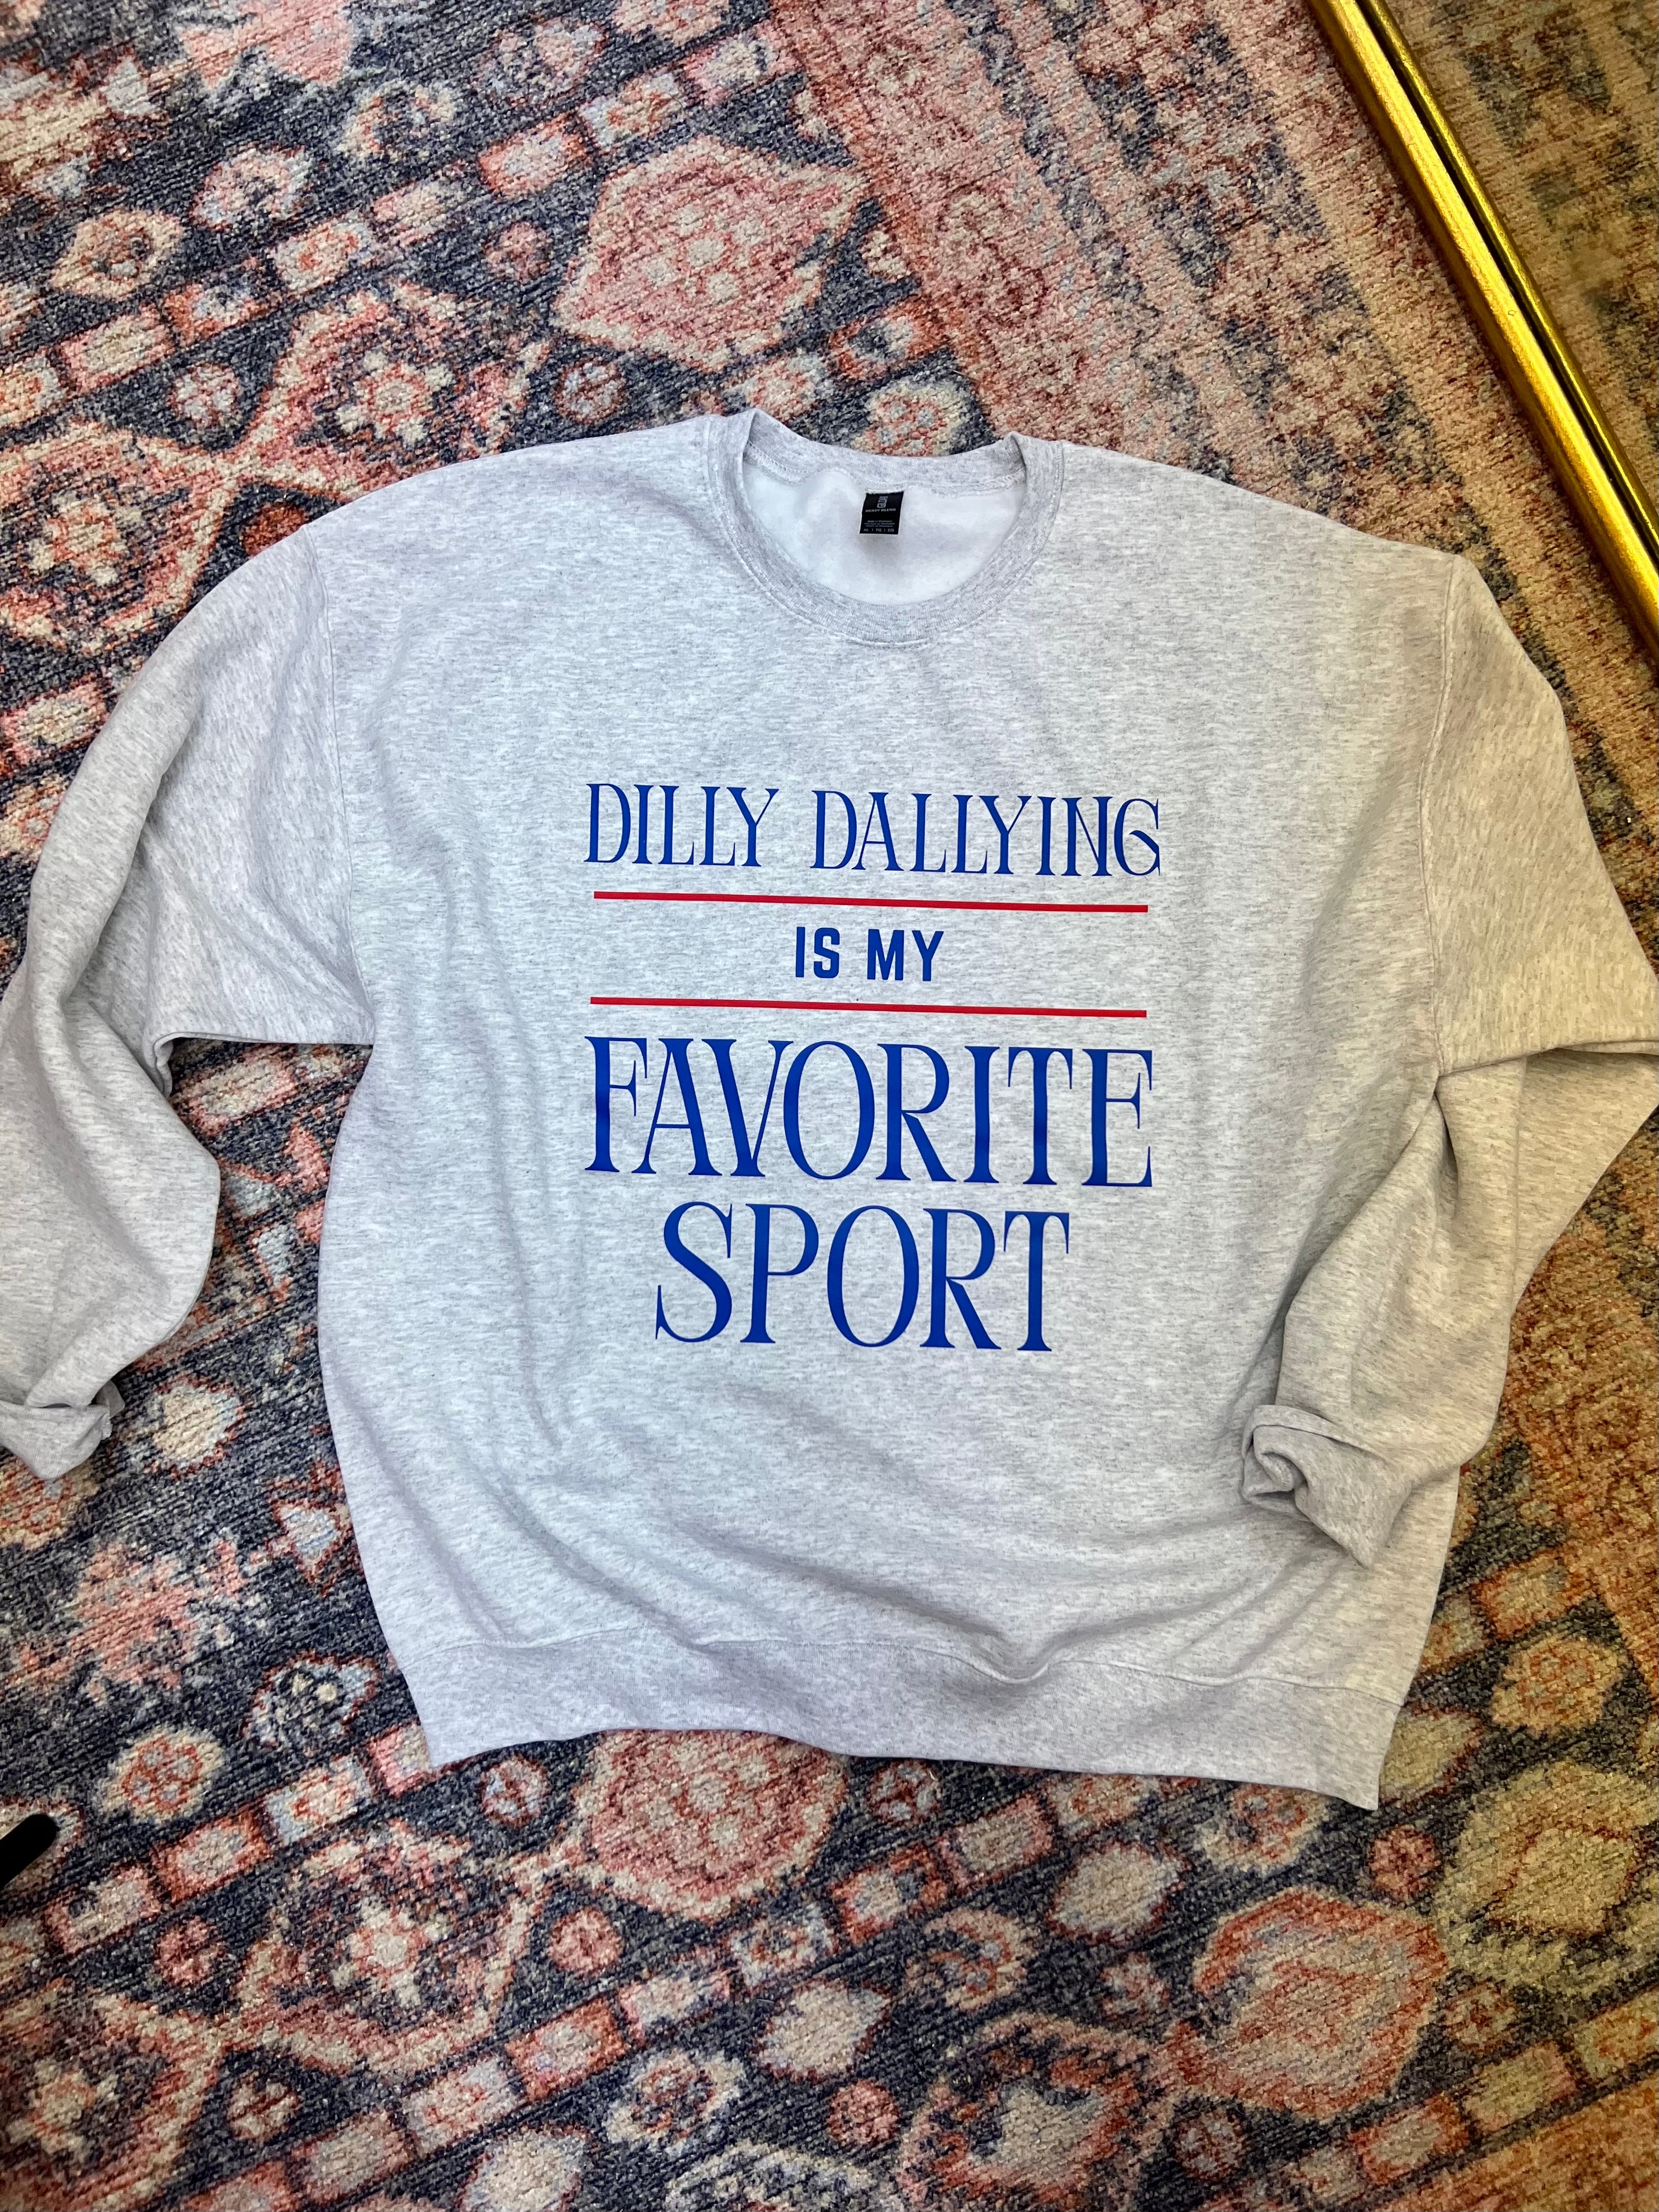 DILLY DALLYING
IS MY
FAVORITE
SPORT